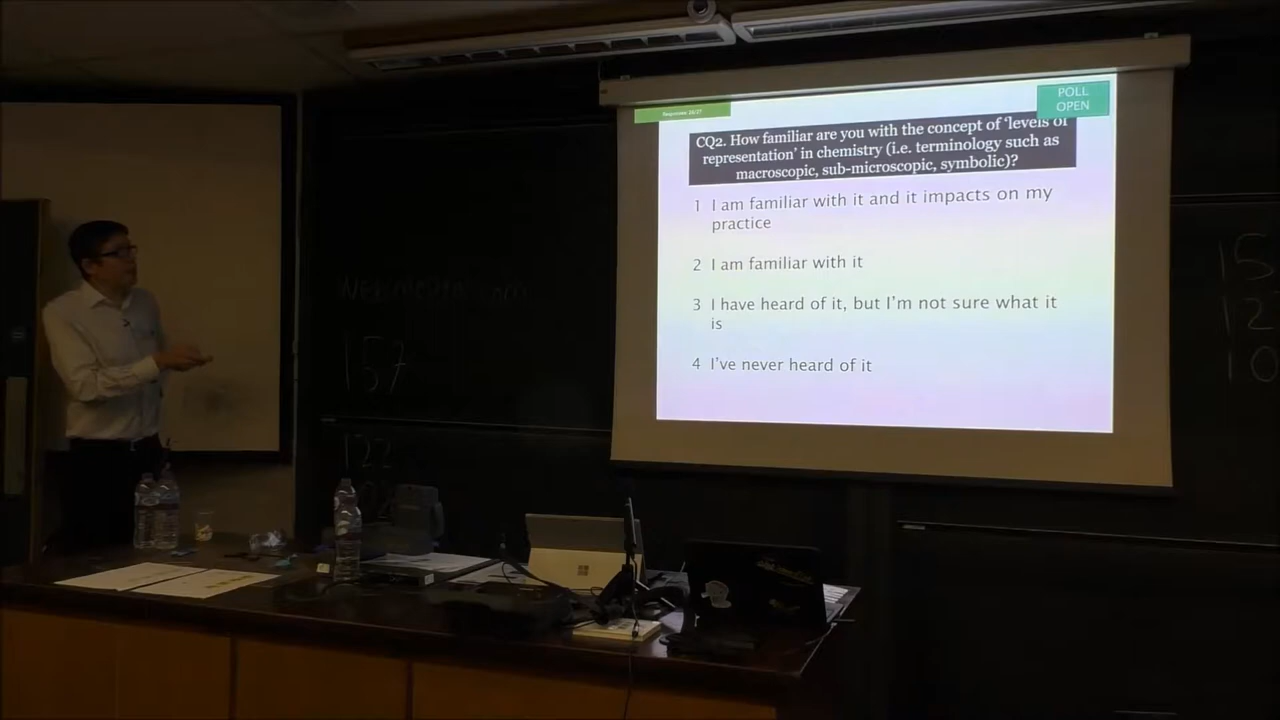 POLL
OPEN
CQ2. How familiar are you with the concept of 'levels of
representation' in chemistry (i.e. terminology such as
macroscopic, sub-microscopic, symbolic)?
1 I am familiar with it and it impacts on my
practice
2 I am familiar with it
3 I have heard of it, but I'm not sure what it
is
4 I've never heard of it
157
122